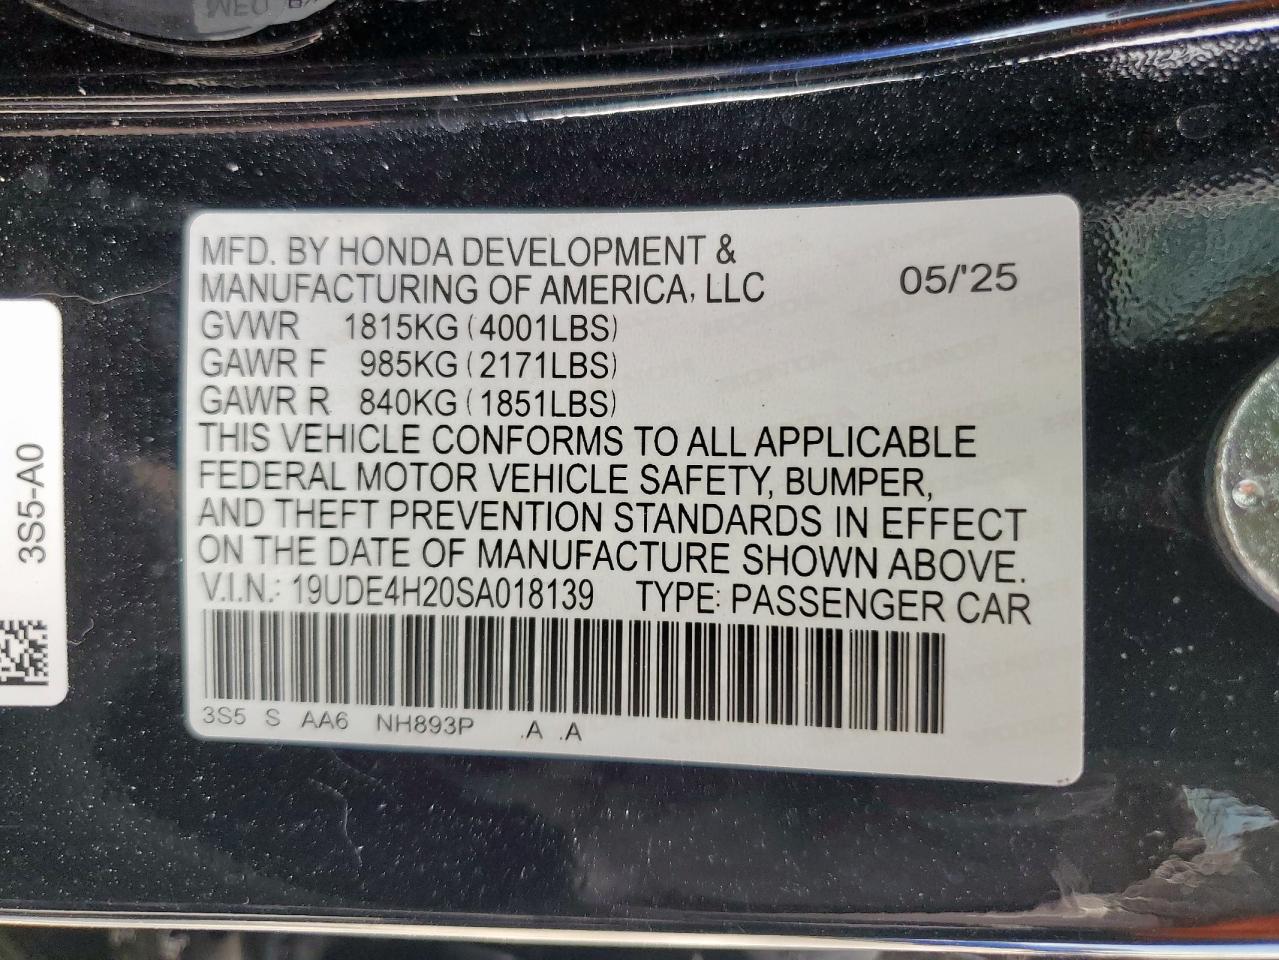 MFD. BY HONDA DEVELOPMENT &
MANUFACTURING OF AMERICA, LLC
05/'25
GVWR 1815KG (4001LBS)
GAWR F 985KG (2171LBS)
GAWR R 840KG (1851LBS)
THIS VEHICLE CONFORMS TO ALL APPLICABLE
FEDERAL MOTOR VEHICLE SAFETY, BUMPER,
AND THEFT PREVENTION STANDARDS IN EFFECT
ON THE DATE OF MANUFACTURE SHOWN ABOVE.
V.I.N.: 19UDE4H20SA018139 TYPE: PASSENGER CAR
3S5 S AA6 NH893P .A .A
3S5-A0